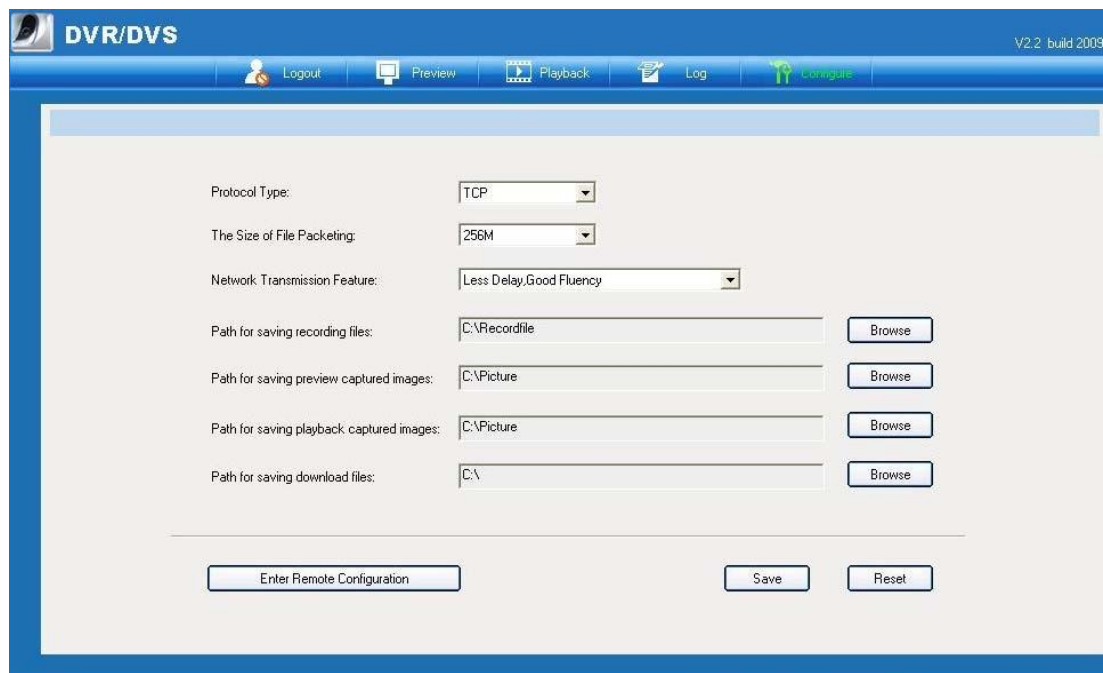 DVR/DVS
V2.2 build 2009
Logout Preview Playback Log Configure
Protocol Type: TCP
The Size of File Packeting: 256M
Network Transmission Feature: Less Delay,Good Fluency
Path for saving recording files: C:\Recordfile Browse
Path for saving preview captured images: C:\Picture Browse
Path for saving playback captured images: C:\Picture Browse
Path for saving download files: C:\ Browse
Enter Remote Configuration Save Reset